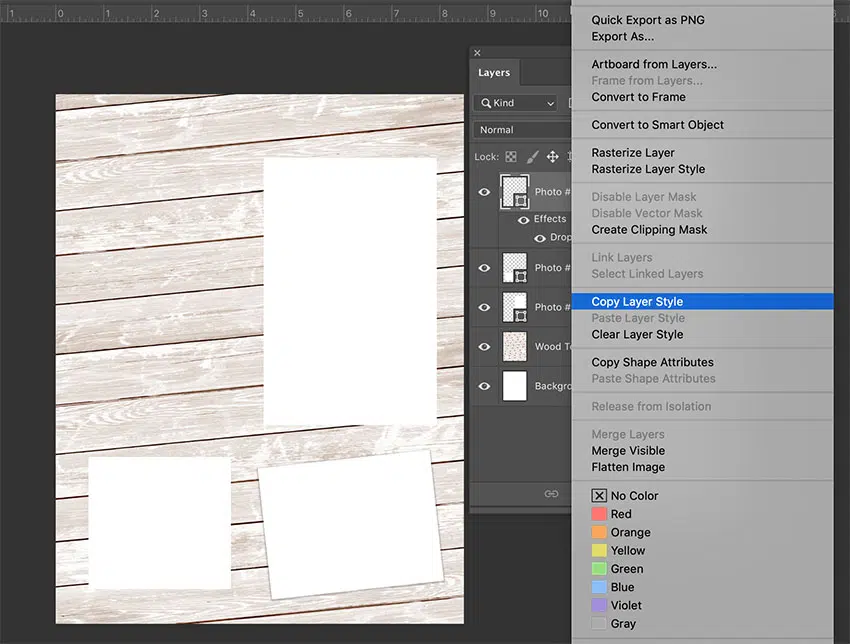 1 0 1 2 3 4 5 6 7 8 9 10
Layers
Kind
Normal
Lock:
Photo #
Effects
Drop
Photo #
Photo #
Wood
Backgro
Quick Export as PNG
Export As...
Artboard from Layers...
Frame from Layers...
Convert to Frame
Convert to Smart Object
Rasterize Layer
Rasterize Layer Style
Disable Layer Mask
Disable Vector Mask
Create Clipping Mask
Link Layers
Select Linked Layers
Copy Layer Style
Paste Layer Style
Clear Layer Style
Copy Shape Attributes
Paste Shape Attributes
Release from Isolation
Merge Layers
Merge Visible
Flatten Image
No Color
Red
Orange
Yellow
Green
Blue
Violet
Gray